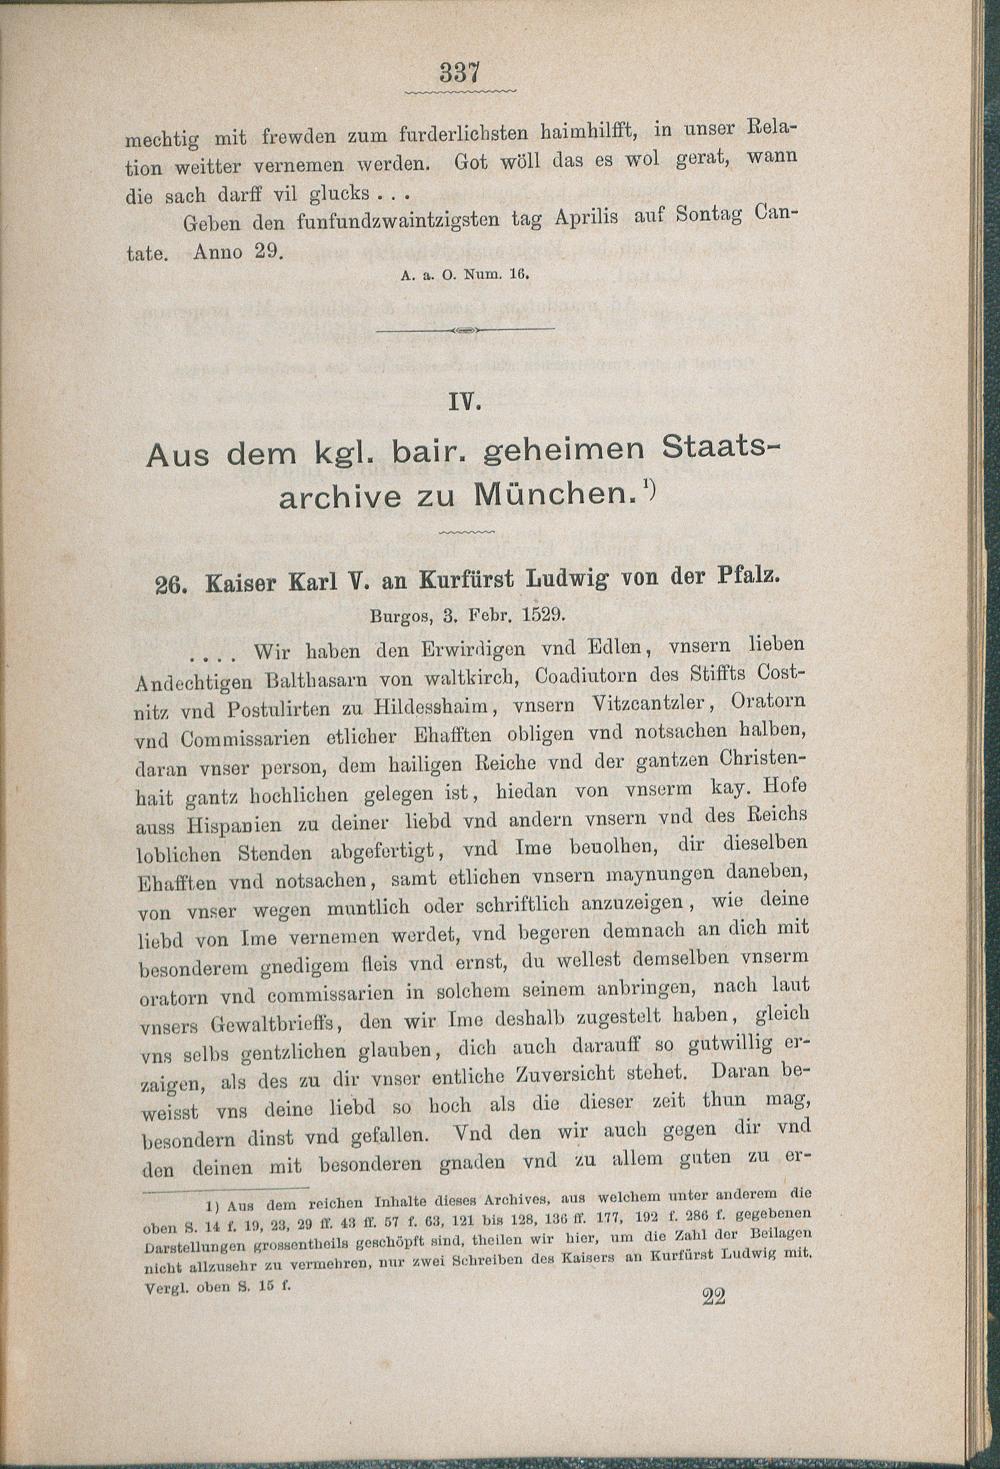 337
mechtig mit frewden zum furderlichsten haimhilfft, in unser Rela-
tion weitter vernemen werden. Got wöll das es wol gerat, wann
die sach darff vil glucks . . .
Geben den funfundzwaintzigsten tag Aprilis auf Sontag Can-
tate. Anno 29.
A. a. O. Num. 16.
IV.
Aus dem kgl. bair. geheimen Staats-
archive zu München.¹)
26. Kaiser Karl V. an Kurfürst Ludwig von der Pfalz.
Burgos, 3. Febr. 1529.
. . . . Wir haben den Erwirdigen vnd Edlen, vnsern lieben
Andechtigen Balthasarn von waltkirch, Coadiutorn des Stiffts Cost-
nitz vnd Postulirten zu Hildesshaim, vnsern Vitzcantzler, Oratorn
vnd Commissarien etlicher Ehafften obligen vnd notsachen halben,
daran vnser person, dem hailigen Reiche vnd der gantzen Christen-
hait gantz hochlichen gelegen ist, hiedan von vnserm kay. Hofe
auss Hispanien zu deiner liebd vnd andern vnsern vnd des Reichs
loblichen Stenden abgefertigt, vnd Ime beuolhen, dir dieselben
Ehafften vnd notsachen, samt etlichen vnsern maynungen daneben,
von vnser wegen muntlich oder schriftlich anzuzeigen, wie deine
liebd von Ime vernemen werdet, vnd begeren demnach an dich mit
besonderem gnedigem fleis vnd ernst, du wellest demselben vnserm
oratorn vnd commissarien in solchem seinem anbringen, nach laut
vnsers Gewaltbrieffs, den wir Ime deshalb zugestelt haben, gleich
vns selbs gentzlichen glauben, dich auch darauff so gutwillig er-
zaigen, als des zu dir vnser entliche Zuversicht stehet. Daran be-
weisst vns deine liebd so hoch als die dieser zeit thun mag,
besondern dinst vnd gefallen. Vnd den wir auch gegen dir vnd
den deinen mit besonderen gnaden vnd zu allem guten zu er-
1) Aus dem reichen Inhalte dieses Archives, aus welchem unter anderem die
oben S. 14 f. 19, 23, 29 ff. 43 ff. 57 f. 63, 121 bis 128, 136 ff. 177, 192 f. 286 f. gegebenen
Darstellungen grossentheils geschöpft sind, theilen wir hier, um die Zahl der Beilagen
nicht allzusehr zu vermehren, nur zwei Schreiben des Kaisers an Kurfürst Ludwig mit.
Vergl. oben S. 15 f.
22